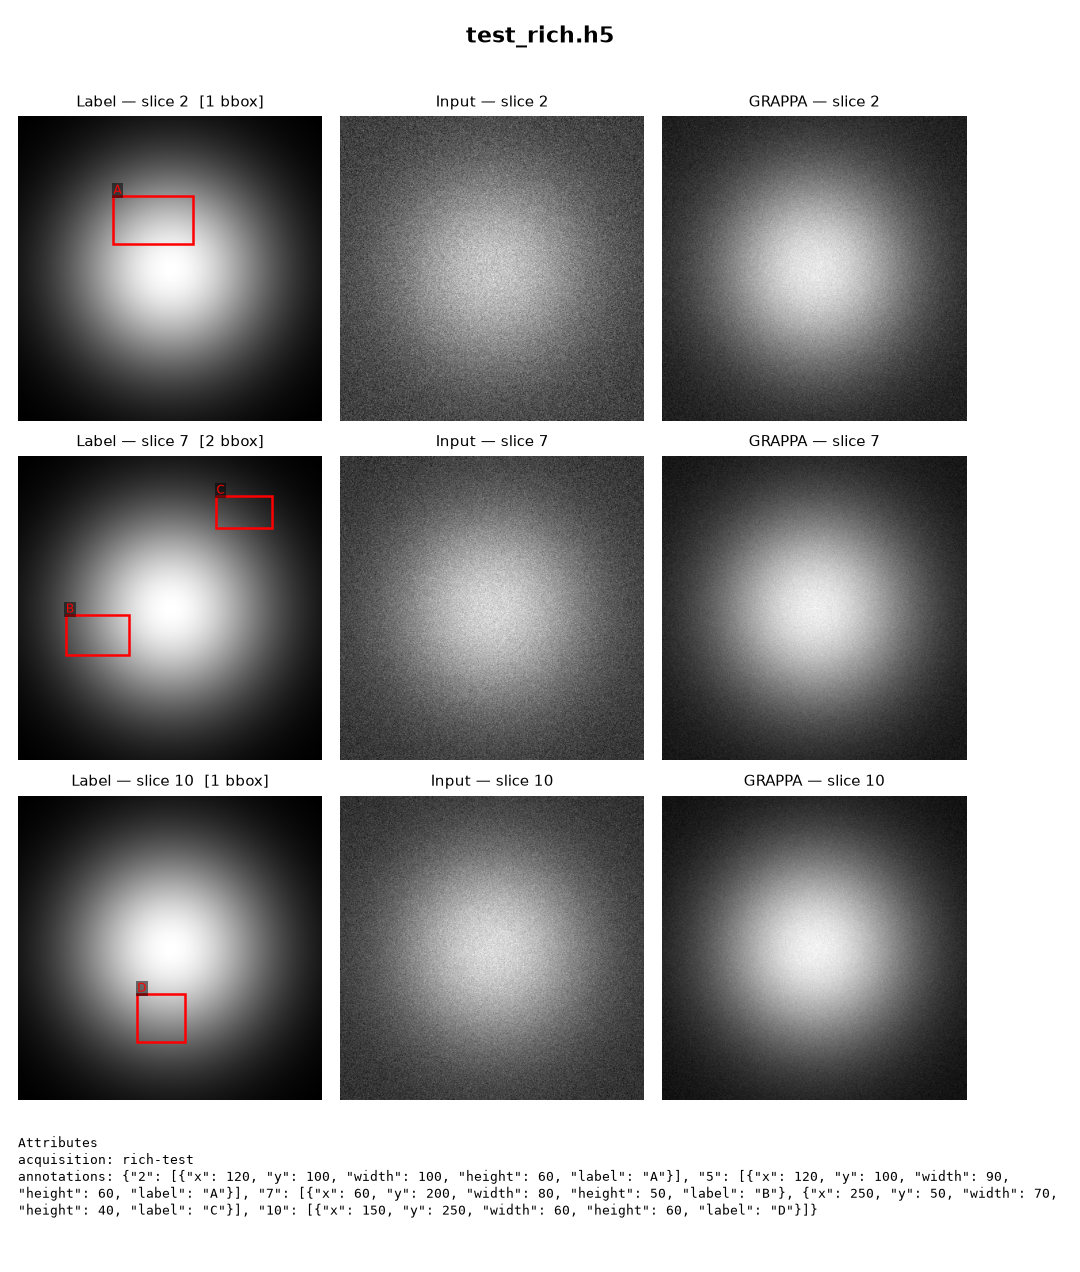 test_rich.h5
Label — slice 2  [1 bbox]
Input — slice 2
GRAPPA — slice 2
A
Label — slice 7  [2 bbox]
Input — slice 7
GRAPPA — slice 7
C
B
Label — slice 10  [1 bbox]
Input — slice 10
GRAPPA — slice 10
D
Attributes
acquisition: rich-test
annotations: {"2": [{"x": 120, "y": 100, "width": 100, "height": 60, "label": "A"}], "5": [{"x": 120, "y": 100, "width": 90,
"height": 60, "label": "A"}], "7": [{"x": 60, "y": 200, "width": 80, "height": 50, "label": "B"}, {"x": 250, "y": 50, "width": 70,
"height": 40, "label": "C"}], "10": [{"x": 150, "y": 250, "width": 60, "height": 60, "label": "D"}]}